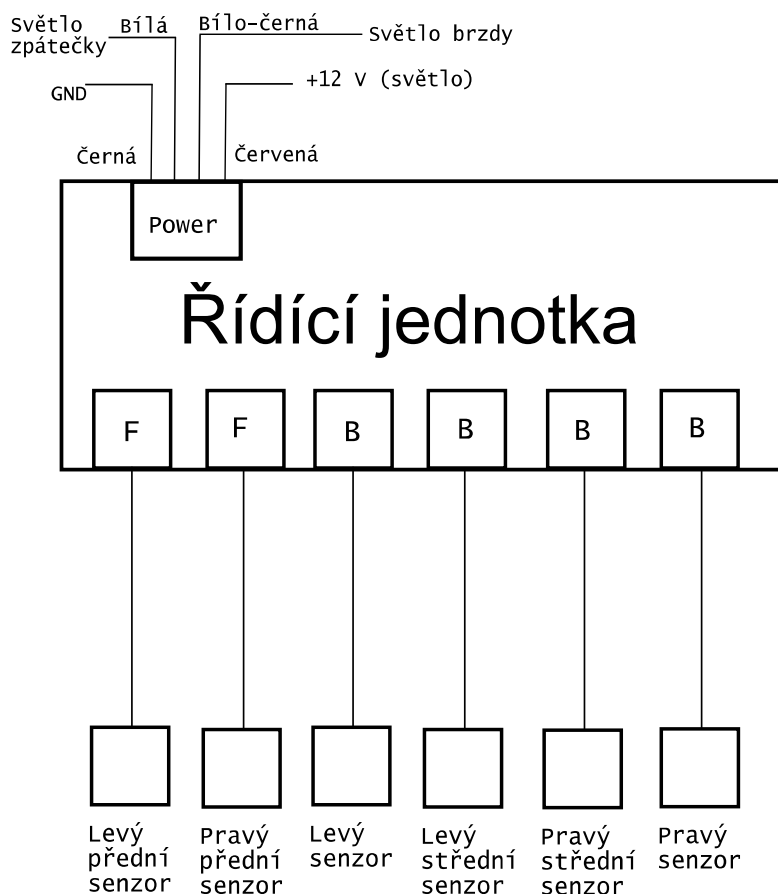 Světlo
zpátečky
Bílá
Bílo-černá
Světlo brzdy
GND
+12 V (světlo)
Černá
Červená
Power
Řídící jednotka
F
F
B
B
B
B
Levý
přední
senzor
Pravý
přední
senzor
Levý
senzor
Levý
střední
senzor
Pravý
střední
senzor
Pravý
senzor